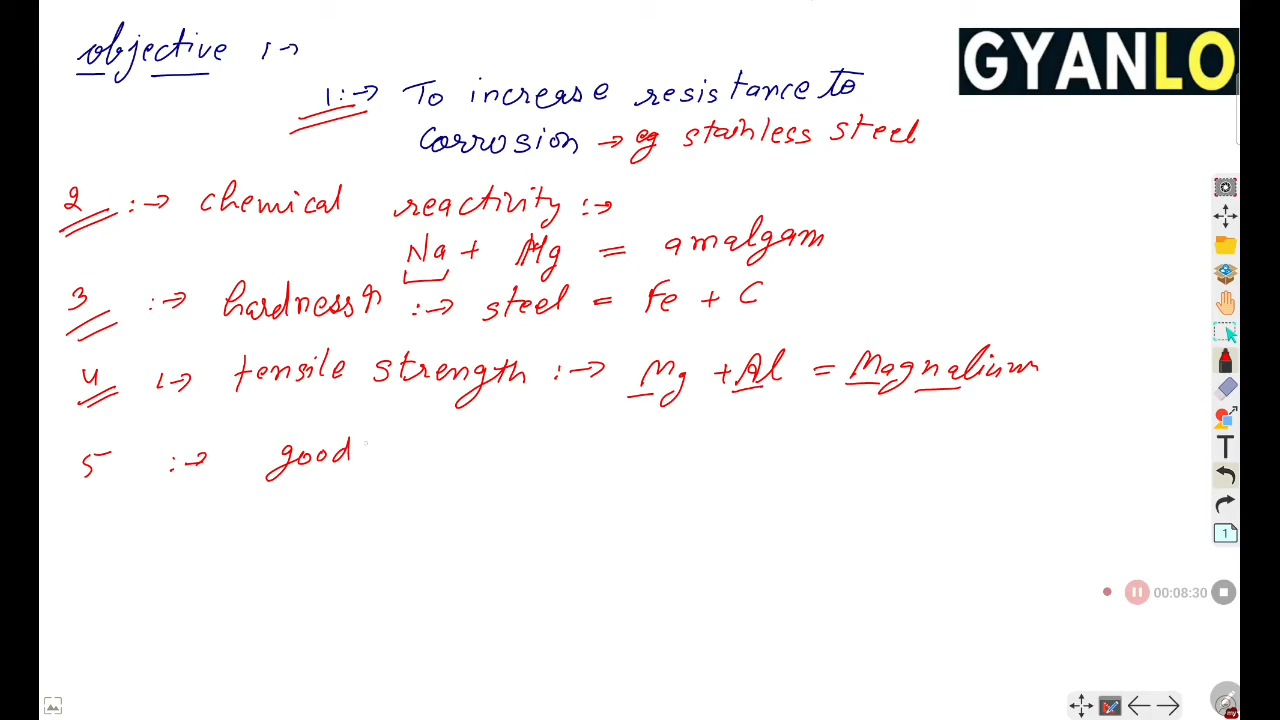 objective :→
GYANLO
1:→ To increase resistance to
corrosion → eg stainless steel
2 :→ chemical reactivity :→
Na + Hg = amalgam
3 :→ hardness↑ :→ steel = Fe + C
4 :→ tensile strength :→ Mg + Al = Magnalium
5 :→ good
T
1
00:08:30